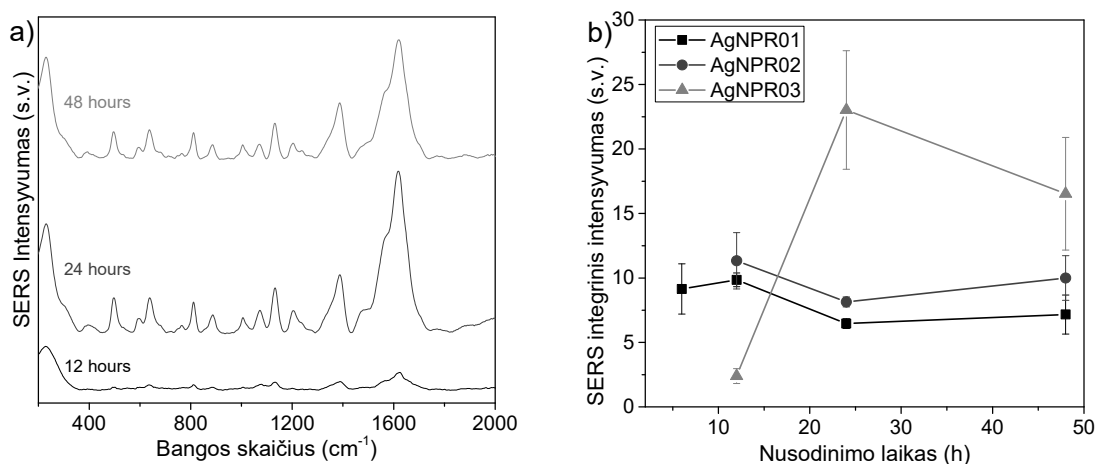 a)
SERS Intensyvumas (s.v.)
48 hours
24 hours
12 hours
400 800 1200 1600 2000
Bangos skaičius (cm⁻¹)
b)
SERS integrinis intensyvumas (s.v.)
30
25
20
15
10
5
0
AgNPR01
AgNPR02
AgNPR03
10 20 30 40 50
Nusodinimo laikas (h)